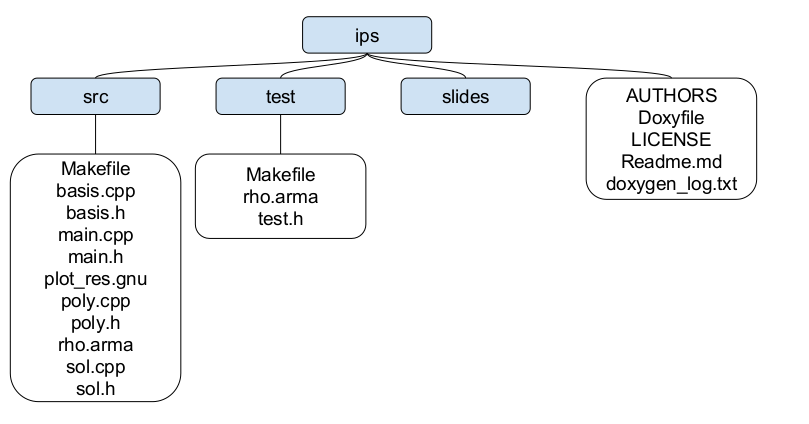 ips
src
test
slides
AUTHORS
Doxyfile
LICENSE
Readme.md
doxygen_log.txt
Makefile
basis.cpp
basis.h
main.cpp
main.h
plot_res.gnu
poly.cpp
poly.h
rho.arma
sol.cpp
sol.h
Makefile
rho.arma
test.h